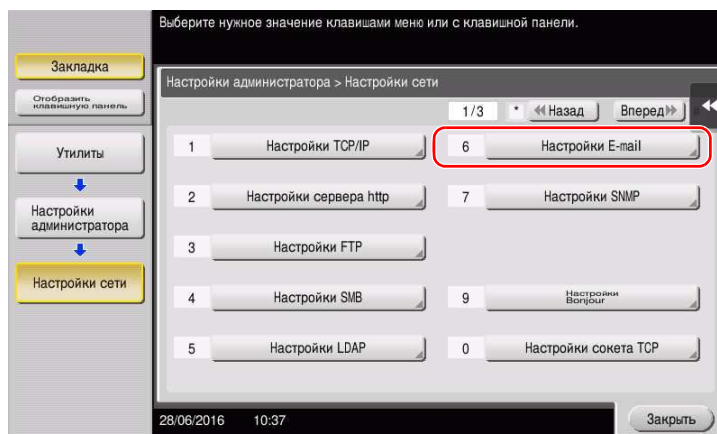 Выберите нужное значение клавишами меню или с клавишной панели.
Закладка
Отобразить
клавишную панель
Утилиты
Настройки
администратора
Настройки сети
Настройки администратора > Настройки сети
1/3 * Назад Вперед
1 Настройки TCP/IP
6 Настройки E-mail
2 Настройки сервера http
7 Настройки SNMP
3 Настройки FTP
4 Настройки SMB
9 Настройки
Bonjour
5 Настройки LDAP
0 Настройки сокета TCP
28/06/2016 10:37
Закрыть